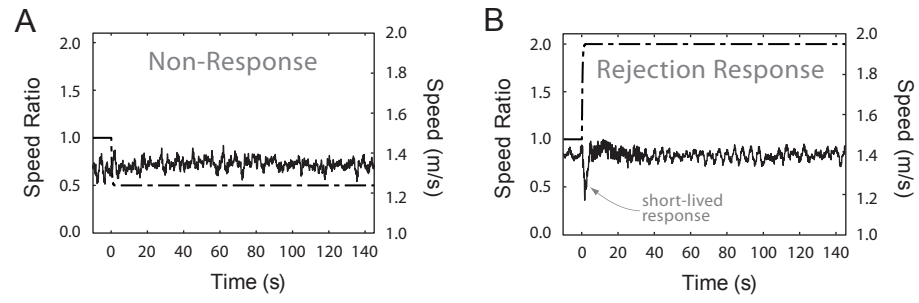 A
Non-Response
Speed Ratio
2.0
1.5
1.0
0.5
0.0
Speed (m/s)
2.0
1.8
1.6
1.4
1.2
1.0
0 20 40 60 80 100 120 140
Time (s)
B
Rejection Response
Speed Ratio
2.0
1.5
1.0
0.5
0.0
short-lived
response
Speed (m/s)
2.0
1.8
1.6
1.4
1.2
1.0
0 20 40 60 80 100 120 140
Time (s)